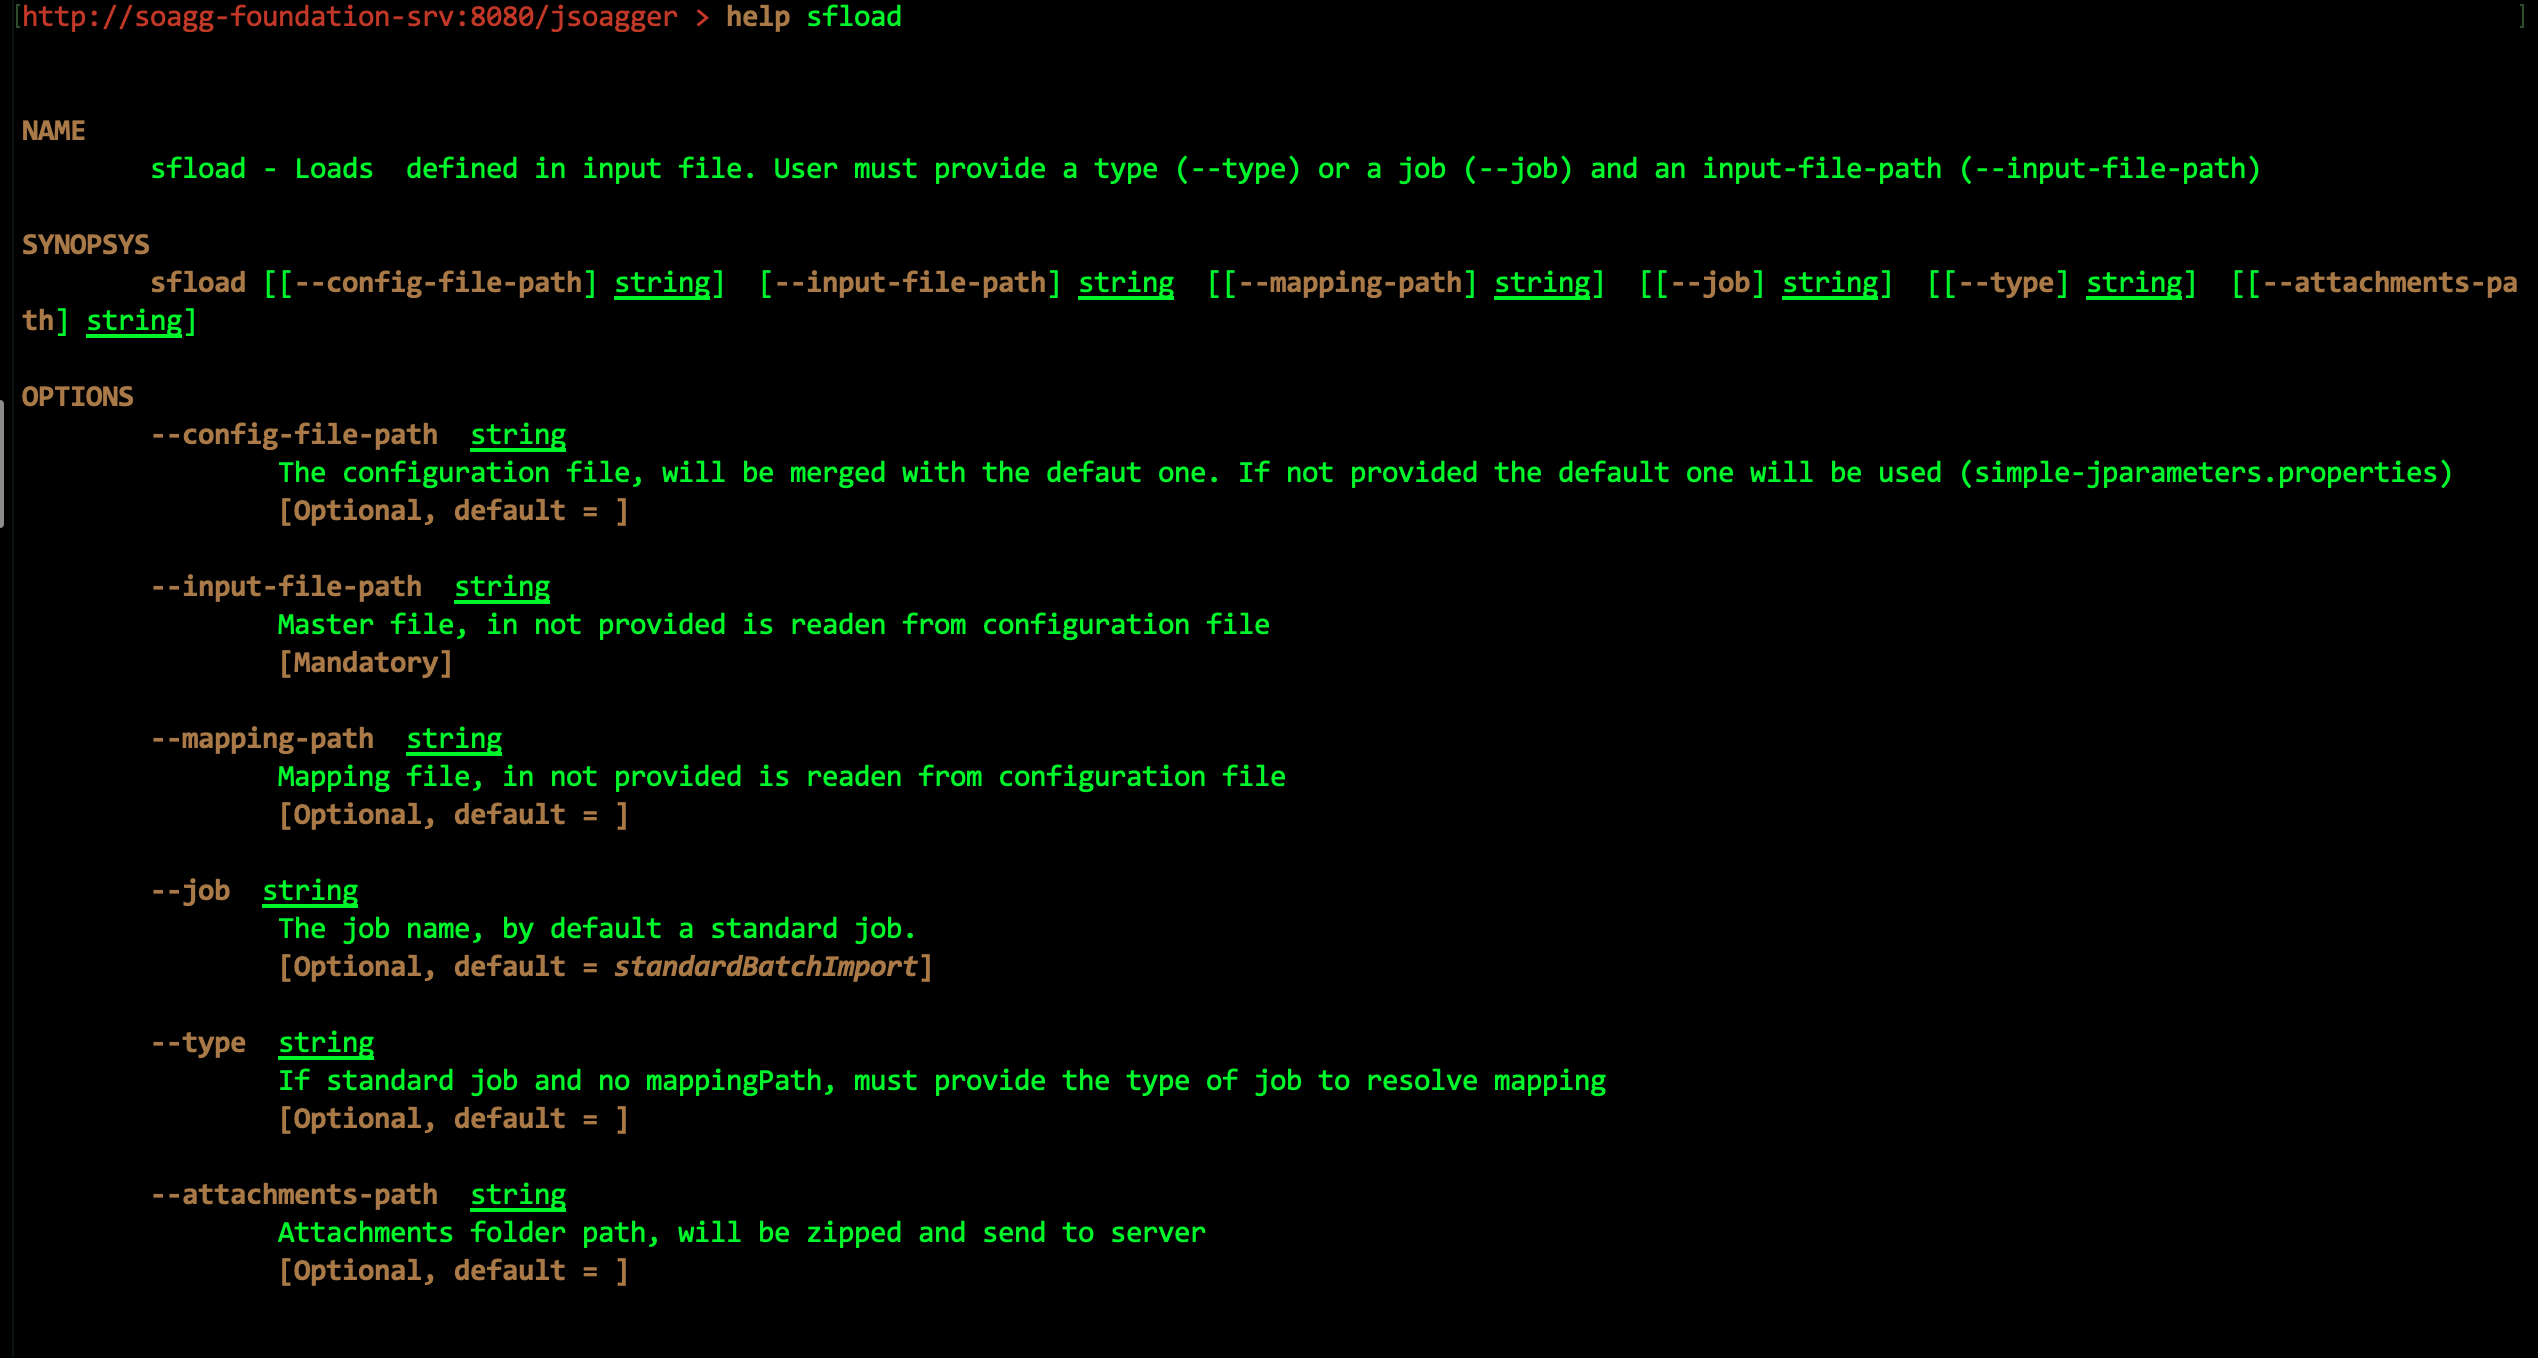 [http://soagg-foundation-srv:8080/jsoagger > help sfload ]
NAME
sfload - Loads  defined in input file. User must provide a type (--type) or a job (--job) and an input-file-path (--input-file-path)
SYNOPSYS
sfload [[--config-file-path] string]  [--input-file-path] string  [[--mapping-path] string]  [[--job] string]  [[--type] string]  [[--attachments-pa
th] string]
OPTIONS
--config-file-path  string
The configuration file, will be merged with the defaut one. If not provided the default one will be used (simple-jparameters.properties)
[Optional, default = ]
--input-file-path  string
Master file, in not provided is readen from configuration file
[Mandatory]
--mapping-path  string
Mapping file, in not provided is readen from configuration file
[Optional, default = ]
--job  string
The job name, by default a standard job.
[Optional, default = standardBatchImport]
--type  string
If standard job and no mappingPath, must provide the type of job to resolve mapping
[Optional, default = ]
--attachments-path  string
Attachments folder path, will be zipped and send to server
[Optional, default = ]